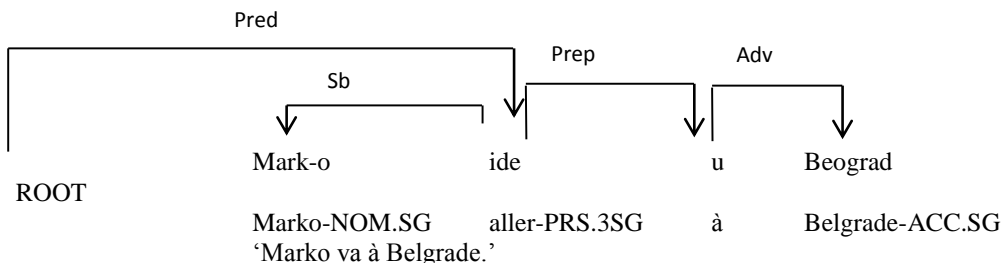 Pred
Prep Adv
Sb
Mark-o ide u Beograd
ROOT
Marko-NOM.SG aller-PRS.3SG à Belgrade-ACC.SG
‘Marko va à Belgrade.’